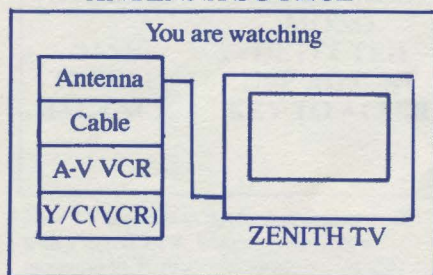 You are watching
Antenna
Cable
A-V VCR
Y/C(VCR)
ZENITH TV